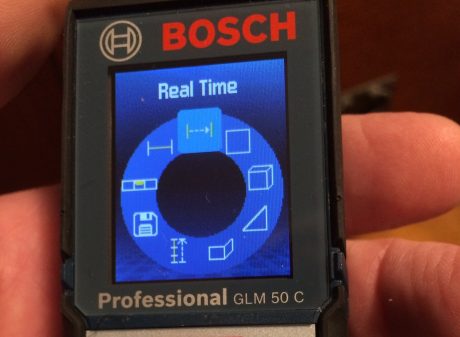 BOSCH
Real Time
Professional GLM 50 C